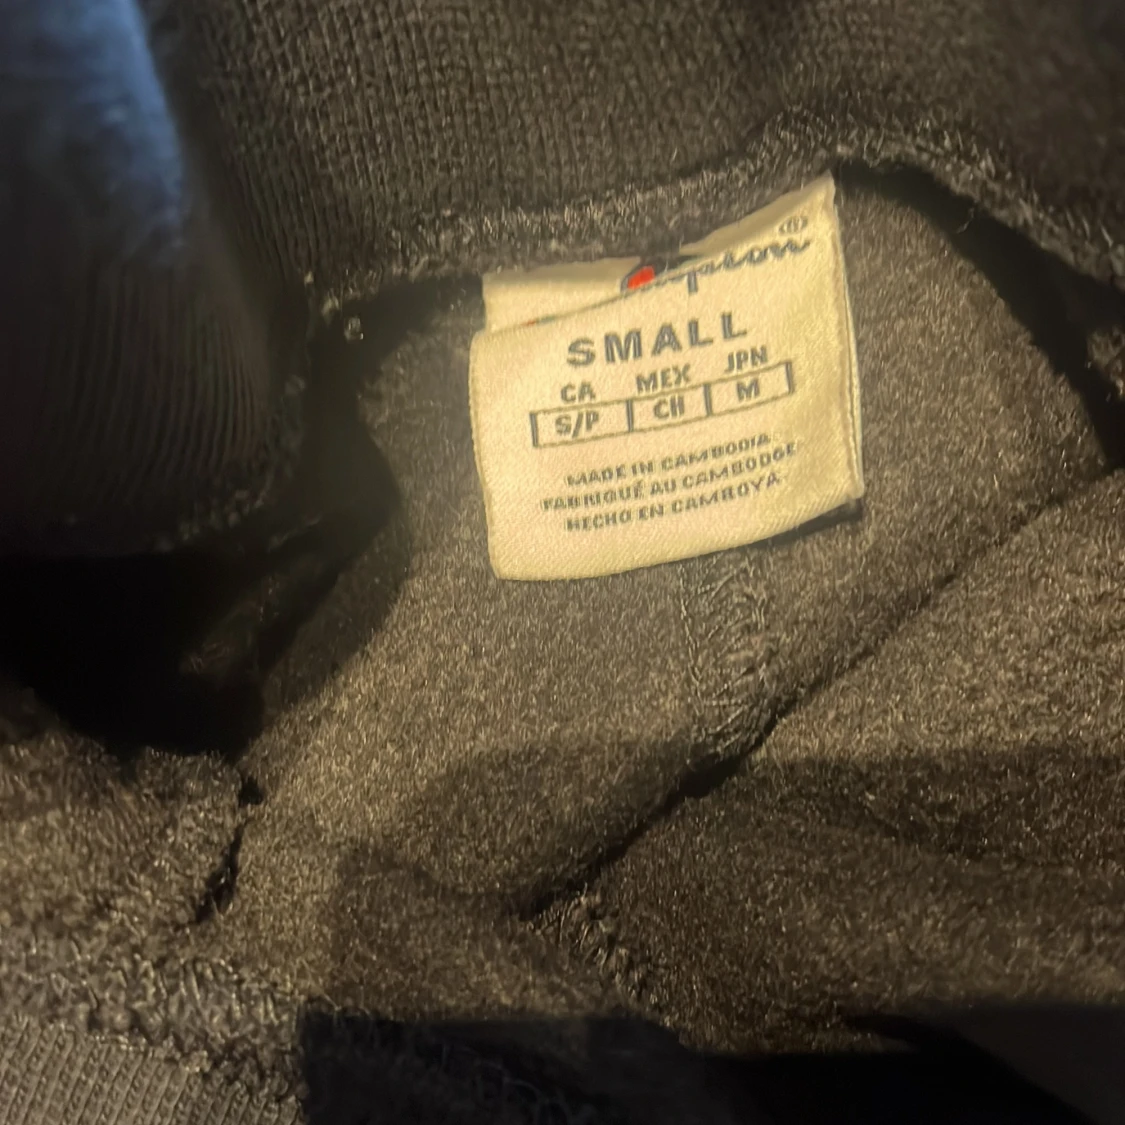 Champion®
SMALL
CA MEX JPN
S/P CH M
MADE IN CAMBODIA
FABRIQUÉ AU CAMBODGE
HECHO EN CAMBOYA